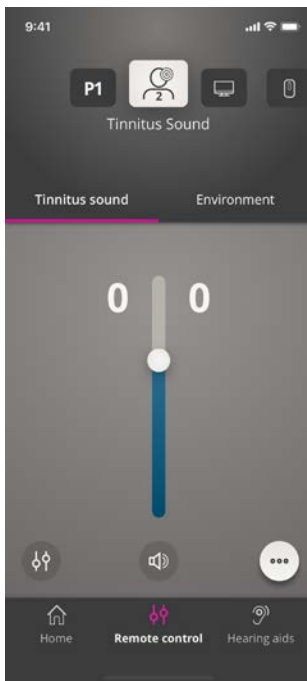 9:41
P1
2
Tinnitus Sound
Tinnitus sound Environment
0 0
Home Remote control Hearing aids